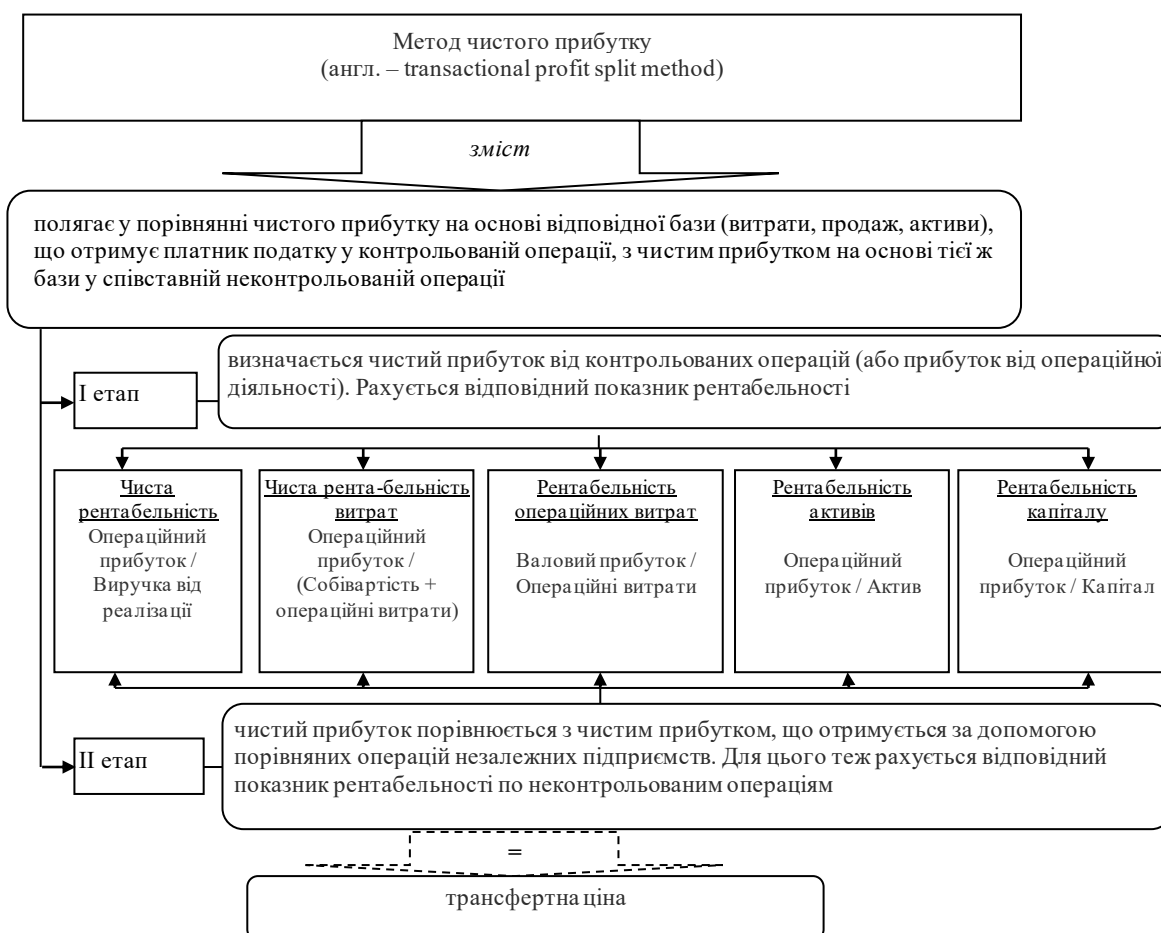 Метод чистого прибутку
(англ. – transactional profit split method)
зміст
полягає у порівнянні чистого прибутку на основі відповідної бази (витрати, продаж, активи),
що отримує платник податку у контрольованій операції, з чистим прибутком на основі тієї ж
бази у співставній неконтрольованій операції
І етап
визначається чистий прибуток від контрольованих операцій (або прибуток від операційної
діяльності). Рахується відповідний показник рентабельності
Чиста
рентабельність
Операційний
прибуток /
Виручка від
реалізації
Чиста рента-бельність
витрат
Операційний
прибуток /
(Собівартість +
операційні витрати)
Рентабельність
операційних витрат
Валовий прибуток /
Операційні витрати
Рентабельність
активів
Операційний
прибуток / Актив
Рентабельність
капіталу
Операційний
прибуток / Капітал
ІІ етап
чистий прибуток порівнюється з чистим прибутком, що отримується за допомогою
порівняних операцій незалежних підприємств. Для цього теж рахується відповідний
показник рентабельності по неконтрольованим операціям
=
трансфертна ціна